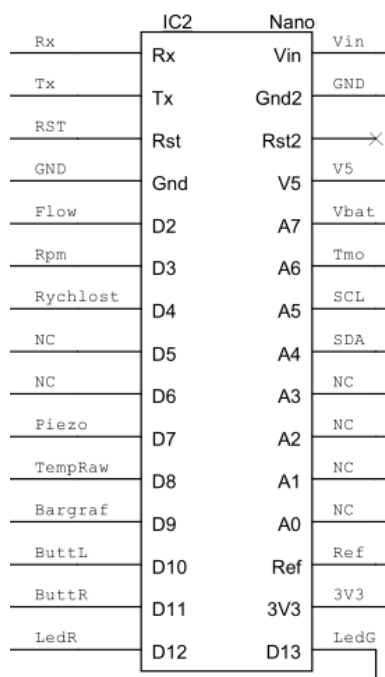 IC2 Nano
Rx Rx Vin Vin
Tx Tx Gnd2 GND
RST Rst Rst2
GND Gnd V5 V5
Flow D2 A7 Vbat
Rpm D3 A6 Tmo
Rychlost D4 A5 SCL
NC D5 A4 SDA
NC D6 A3 NC
Piezo D7 A2 NC
TempRaw D8 A1 NC
Bargraf D9 A0 NC
ButtL D10 Ref Ref
ButtR D11 3V3 3V3
LedR D12 D13 LedG